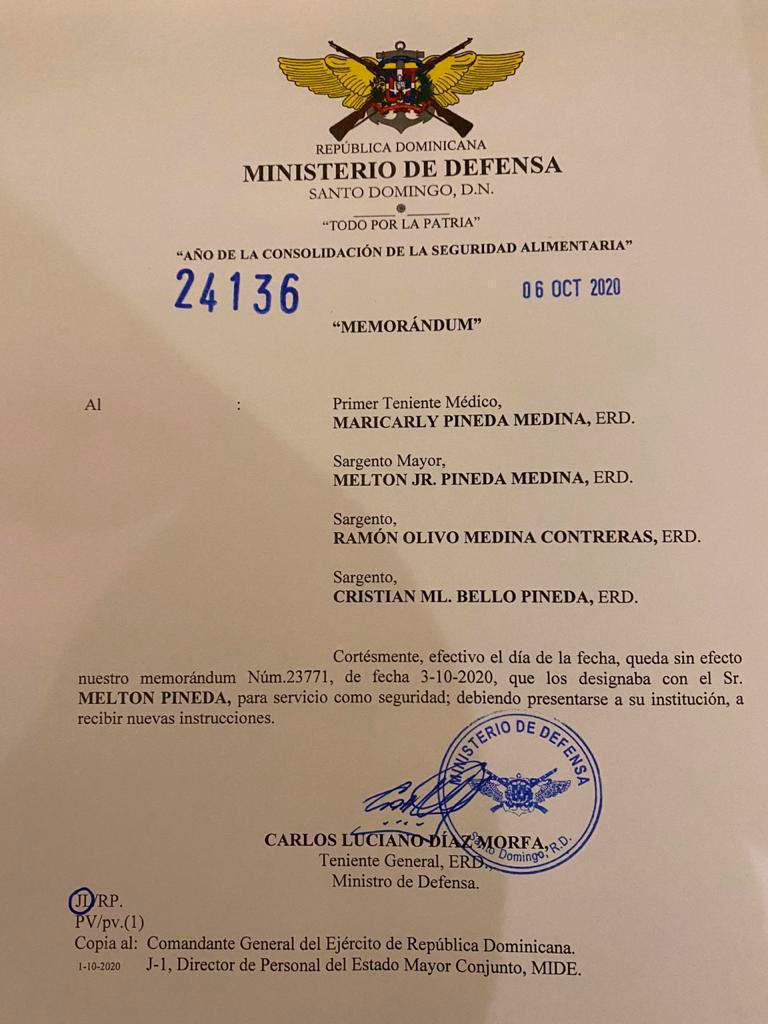 REPÚBLICA DOMINICANA
MINISTERIO DE DEFENSA
SANTO DOMINGO, D.N.
“TODO POR LA PATRIA”
“AÑO DE LA CONSOLIDACIÓN DE LA SEGURIDAD ALIMENTARIA”
24136 06 OCT 2020
“MEMORÁNDUM”
Al : Primer Teniente Médico,
MARICARLY PINEDA MEDINA, ERD.
Sargento Mayor,
MELTON JR. PINEDA MEDINA, ERD.
Sargento,
RAMÓN OLIVO MEDINA CONTRERAS, ERD.
Sargento,
CRISTIAN ML. BELLO PINEDA, ERD.
Cortésmente, efectivo el día de la fecha, queda sin efecto
nuestro memorándum Núm.23771, de fecha 3-10-2020, que los designaba con el Sr.
MELTON PINEDA, para servicio como seguridad; debiendo presentarse a su institución, a
recibir nuevas instrucciones.
MINISTERIO DE DEFENSA
Santo Domingo, R.D.
CARLOS LUCIANO DÍAZ MORFA,
Teniente General, ERD.,
Ministro de Defensa.
JL/RP.
PV/pv.(1)
Copia al: Comandante General del Ejército de República Dominicana.
1-10-2020 J-1, Director de Personal del Estado Mayor Conjunto, MIDE.